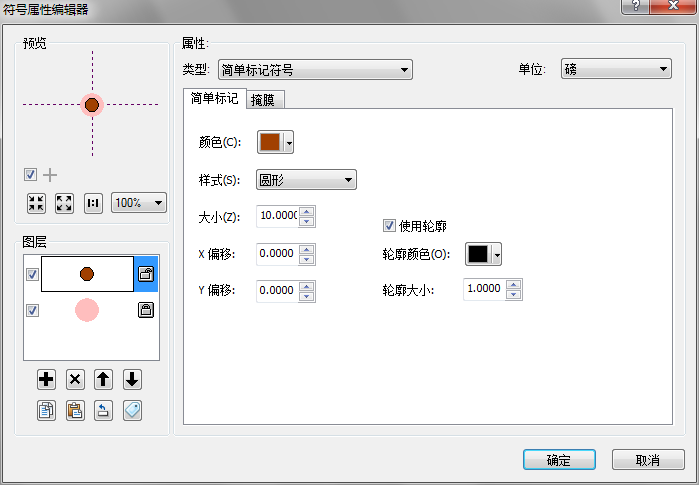 符号属性编辑器
预览
1:1
100%
图层
属性:
类型: 简单标记符号 单位: 磅
简单标记 掩膜
颜色(C):
样式(S): 圆形
大小(Z): 10.000
使用轮廓
X 偏移: 0.0000 轮廓颜色(O):
Y 偏移: 0.0000 轮廓大小: 1.0000
确定 取消